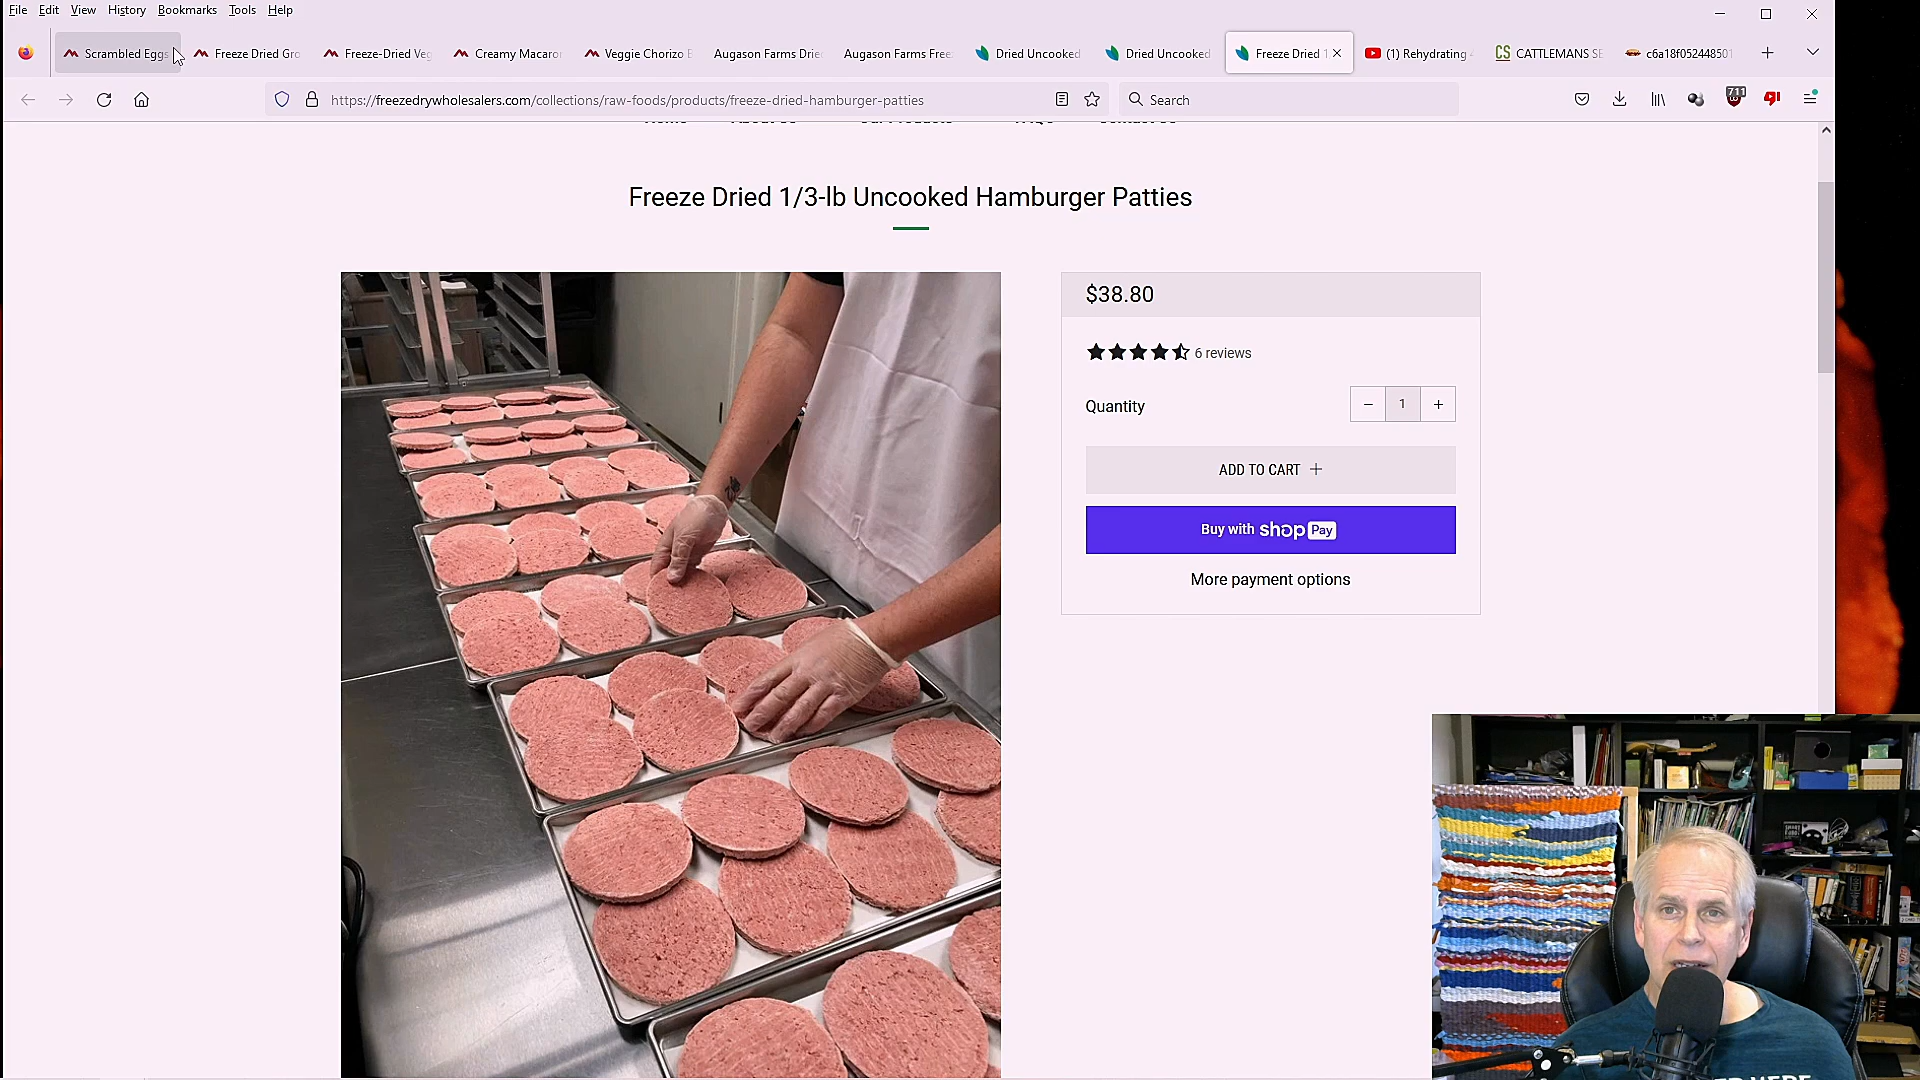 File Edit View History Bookmarks Tools Help
Scrambled Eggs Freeze Dried Gro Freeze-Dried Veg Creamy Macaro Veggie Chorizo B Augason Farms Drie Augason Farms Free Dried Uncooked Dried Uncooked Freeze Dried 1 (1) Rehydrating CATTLEMANS SE c6a18f052448501
https://freezedrywholesalers.com/collections/raw-foods/products/freeze-dried-hamburger-patties Search 711
Freeze Dried 1/3-lb Uncooked Hamburger Patties
$38.80
6 reviews
Quantity
− 1 +
ADD TO CART +
Buy with shop Pay
More payment options